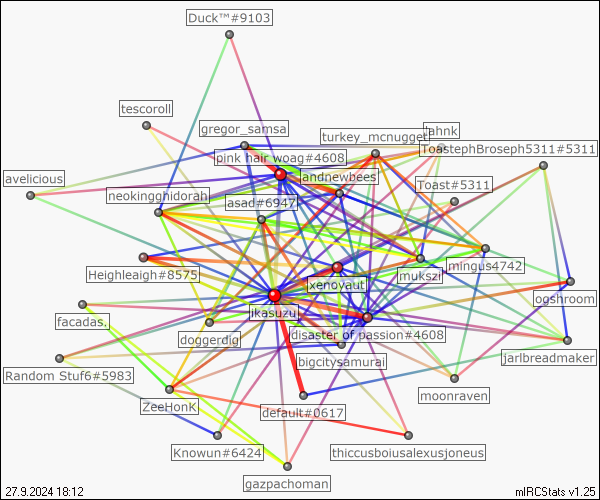 Duck™#9103
tescoroll
gregor_samsa
turkey_mcnugget
ahnk
ToastephBroseph5311#5311
pink hair woag#4608
andnewbees
avelicious
neokingghidorah
Toast#5311
asad#6947
Heighleaigh#8575
mukszi
mingus4742
xenoyaut
ogshroom
ikasuzu
facadas.
disaster of passion#4608
doggerdig
bigcitysamurai
jarlbreadmaker
Random Stuf6#5983
moonraven
ZeeHonK
default#0617
Knowun#6424
thiccusboiusalexusjoneus
gazpachoman
27.9.2024 18:12
mIRCStats v1.25